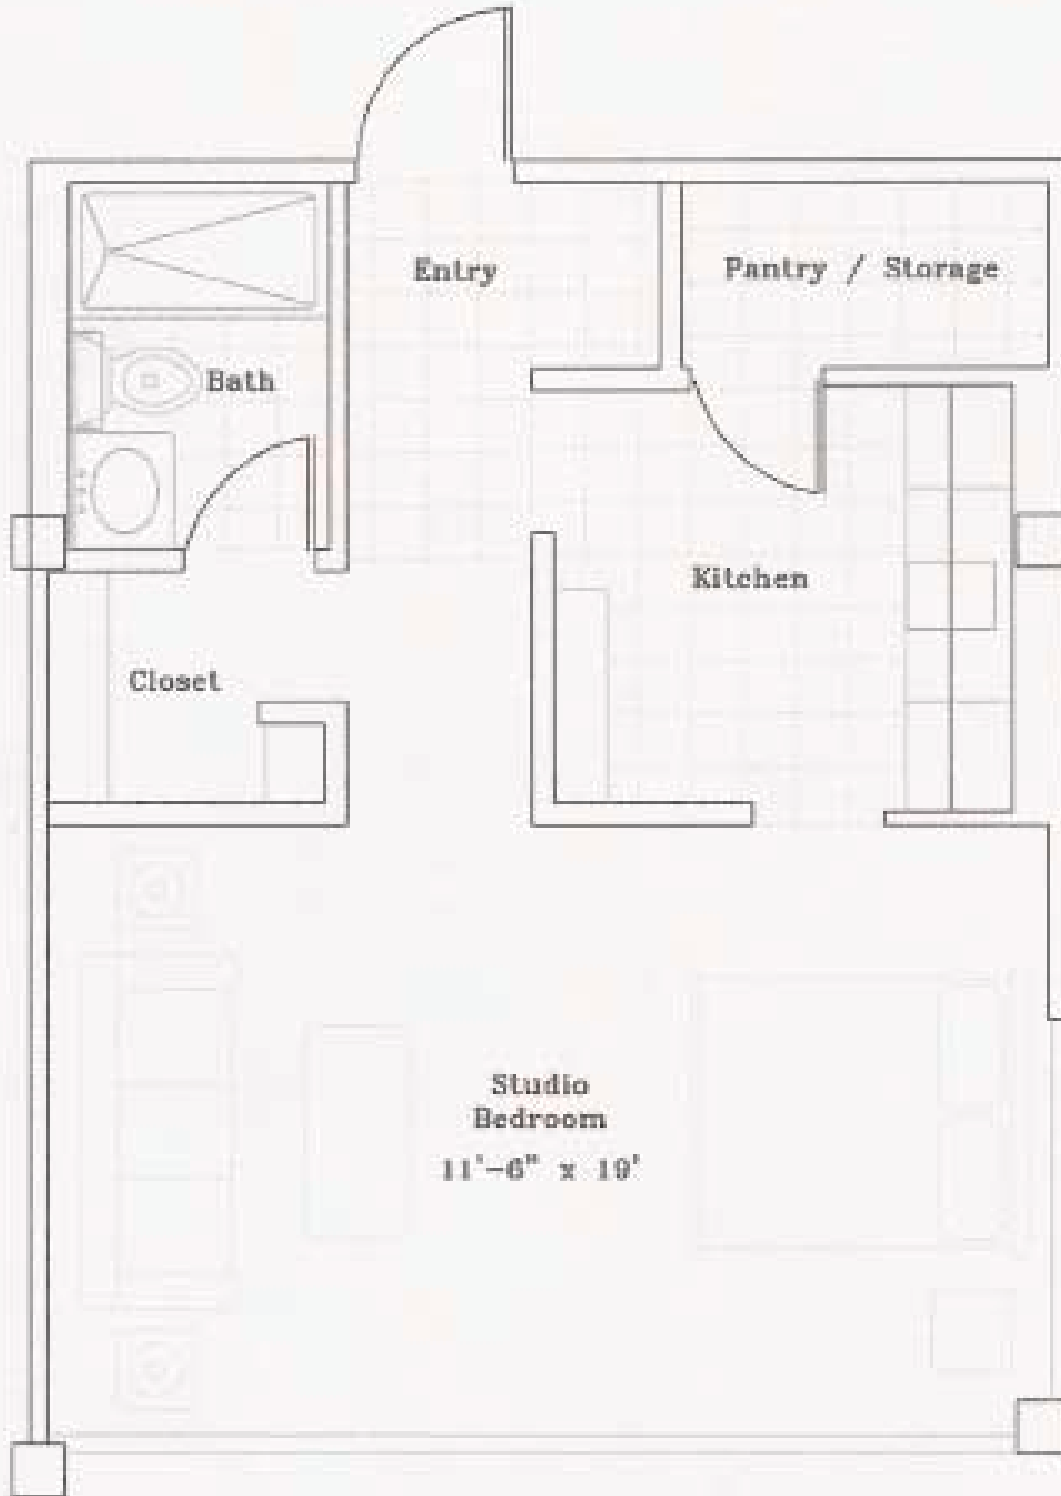 Entry
Pantry / Storage
Bath
Kitchen
Closet
Studio
Bedroom
11'-6" x 19'